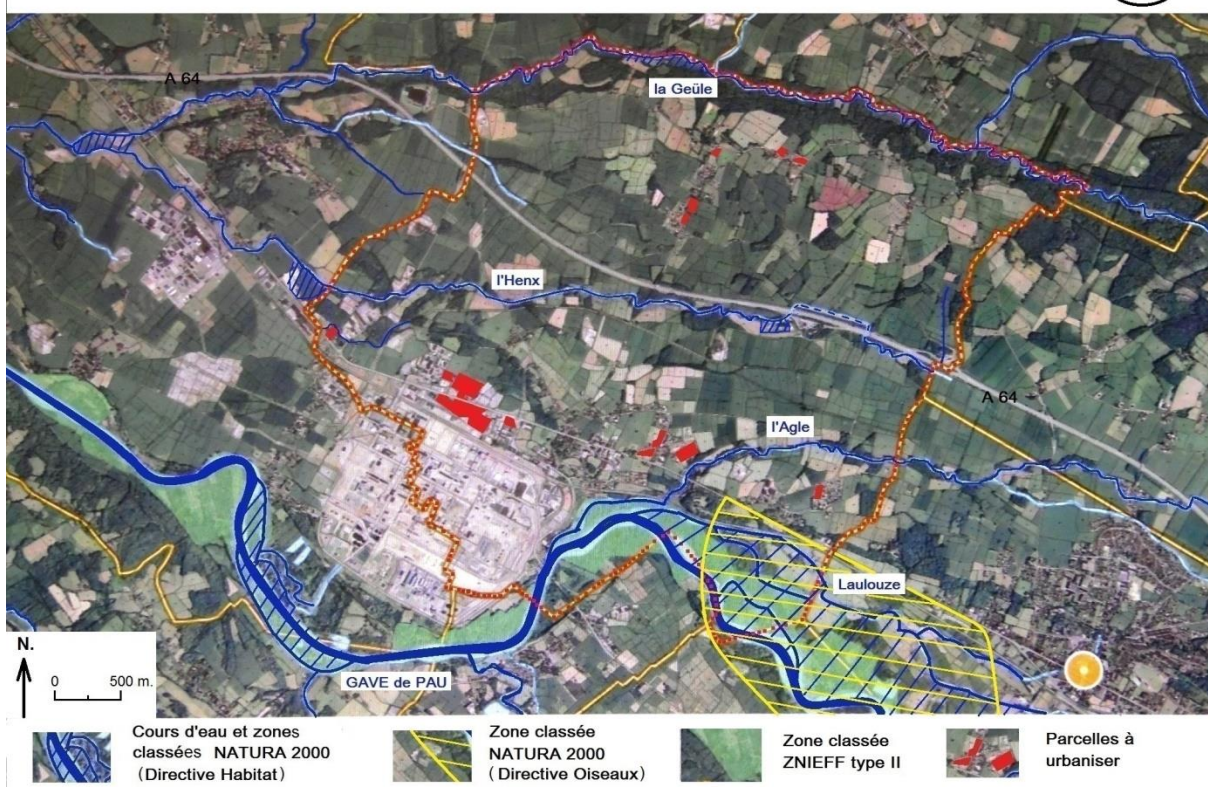 A 64
la Geüle
l'Henx
A 64
l'Agle
Laulouze
N.
0 500 m.
GAVE de PAU
Cours d'eau et zones
classées NATURA 2000
(Directive Habitat)
Zone classée
NATURA 2000
( Directive Oiseaux)
Zone classée
ZNIEFF type II
Parcelles à
urbaniser